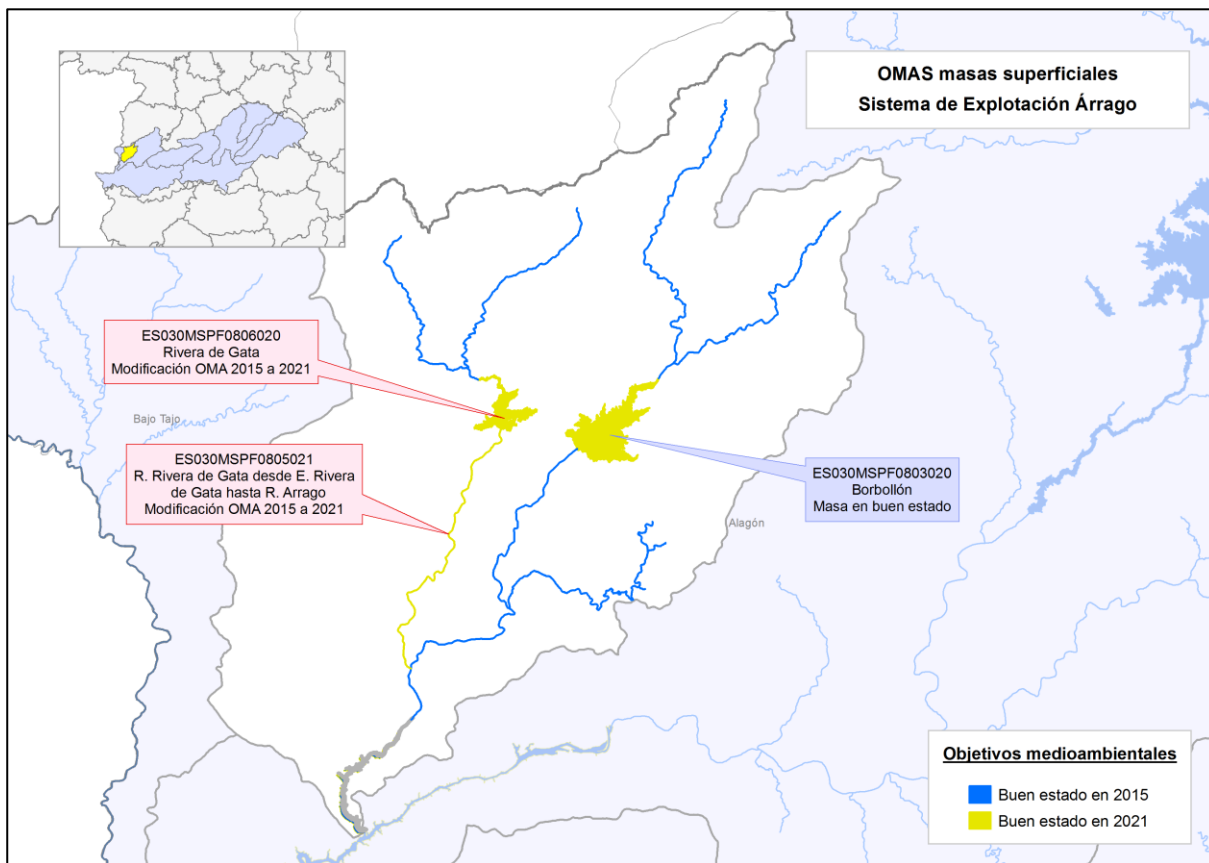 OMAS masas superficiales
Sistema de Explotación Árrago
ES030MSPF0806020
Rivera de Gata
Modificación OMA 2015 a 2021
Bajo Tajo
ES030MSPF0805021
R. Rivera de Gata desde E. Rivera
de Gata hasta R. Arrago
Modificación OMA 2015 a 2021
ES030MSPF0803020
Borbollón
Masa en buen estado
Alagón
Objetivos medioambientales
Buen estado en 2015
Buen estado en 2021